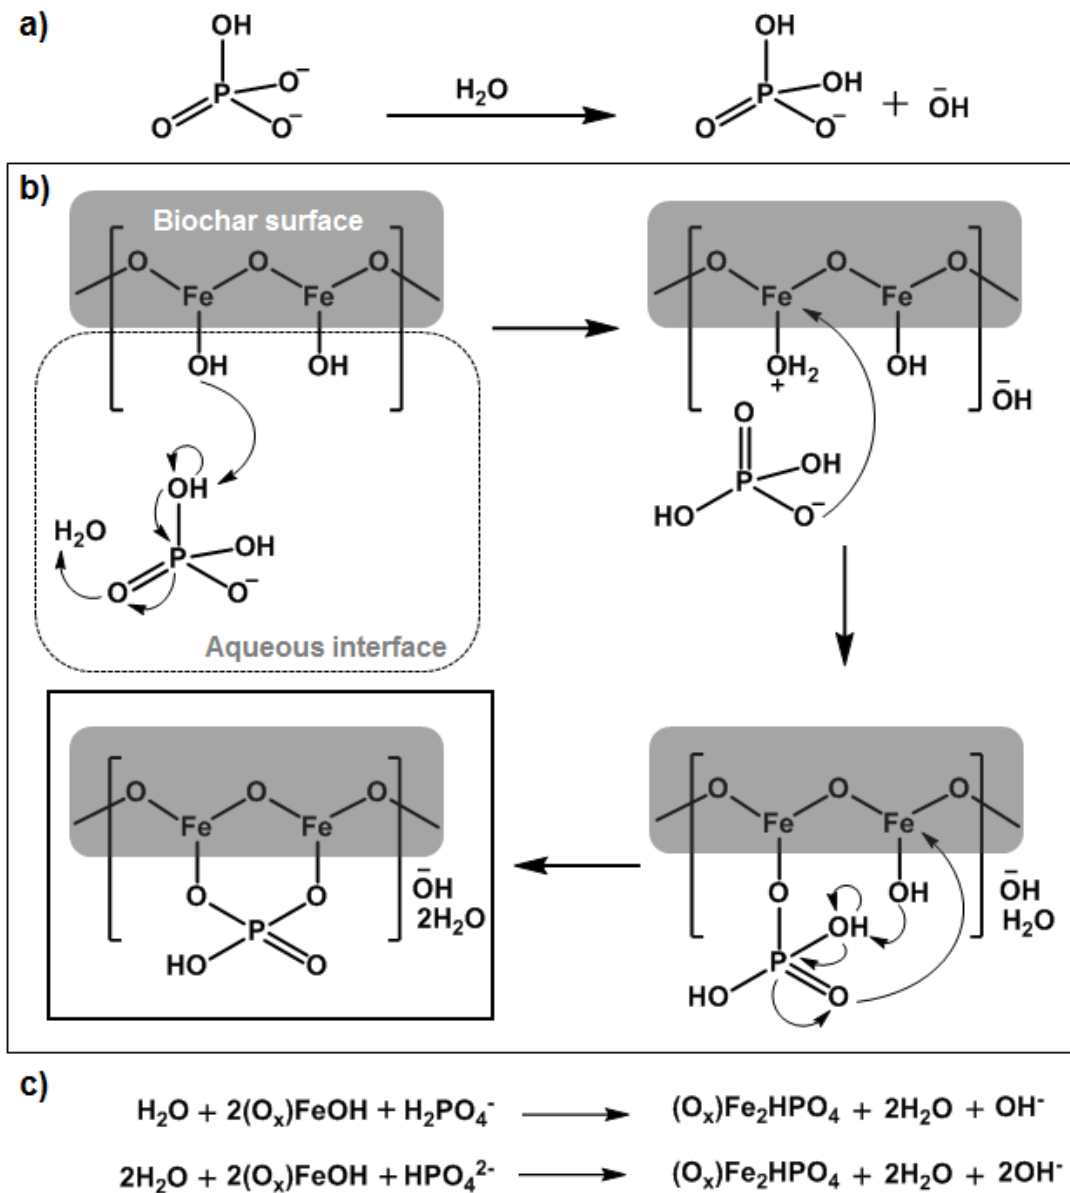 a)
OH
P
O⁻
O
O⁻
H₂O
OH
P
OH
O
O⁻
+ ⁻OH
b)
Biochar surface
O O O
Fe Fe
OH OH
OH
H₂O
P
OH
O
O⁻
Aqueous interface
O O O
Fe Fe
OH₂ OH
+
⁻OH
O
OH
P
HO
O⁻
O O O
Fe Fe
O OH
⁻OH
H₂O
OH
P
HO
O
O O O
Fe Fe
O O
⁻OH
2H₂O
P
HO
O
c)
H₂O + 2(Oₓ)FeOH + H₂PO₄⁻ ⟶ (Oₓ)Fe₂HPO₄ + 2H₂O + OH⁻
2H₂O + 2(Oₓ)FeOH + HPO₄²⁻ ⟶ (Oₓ)Fe₂HPO₄ + 2H₂O + 2OH⁻